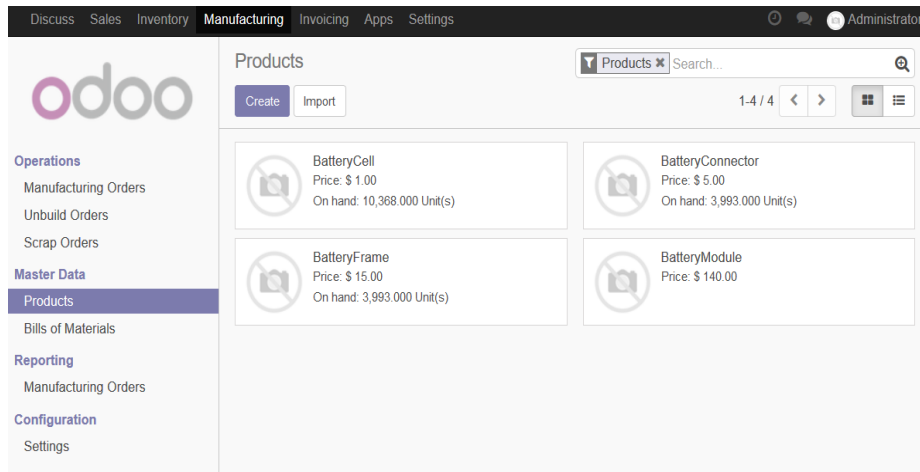 Discuss Sales Inventory Manufacturing Invoicing Apps Settings Administrator
odoo
Operations
Manufacturing Orders
Unbuild Orders
Scrap Orders
Master Data
Products
Bills of Materials
Reporting
Manufacturing Orders
Configuration
Settings
Products
Products Search...
Create Import
1-4 / 4
BatteryCell
Price: $ 1.00
On hand: 10,368.000 Unit(s)
BatteryConnector
Price: $ 5.00
On hand: 3,993.000 Unit(s)
BatteryFrame
Price: $ 15.00
On hand: 3,993.000 Unit(s)
BatteryModule
Price: $ 140.00